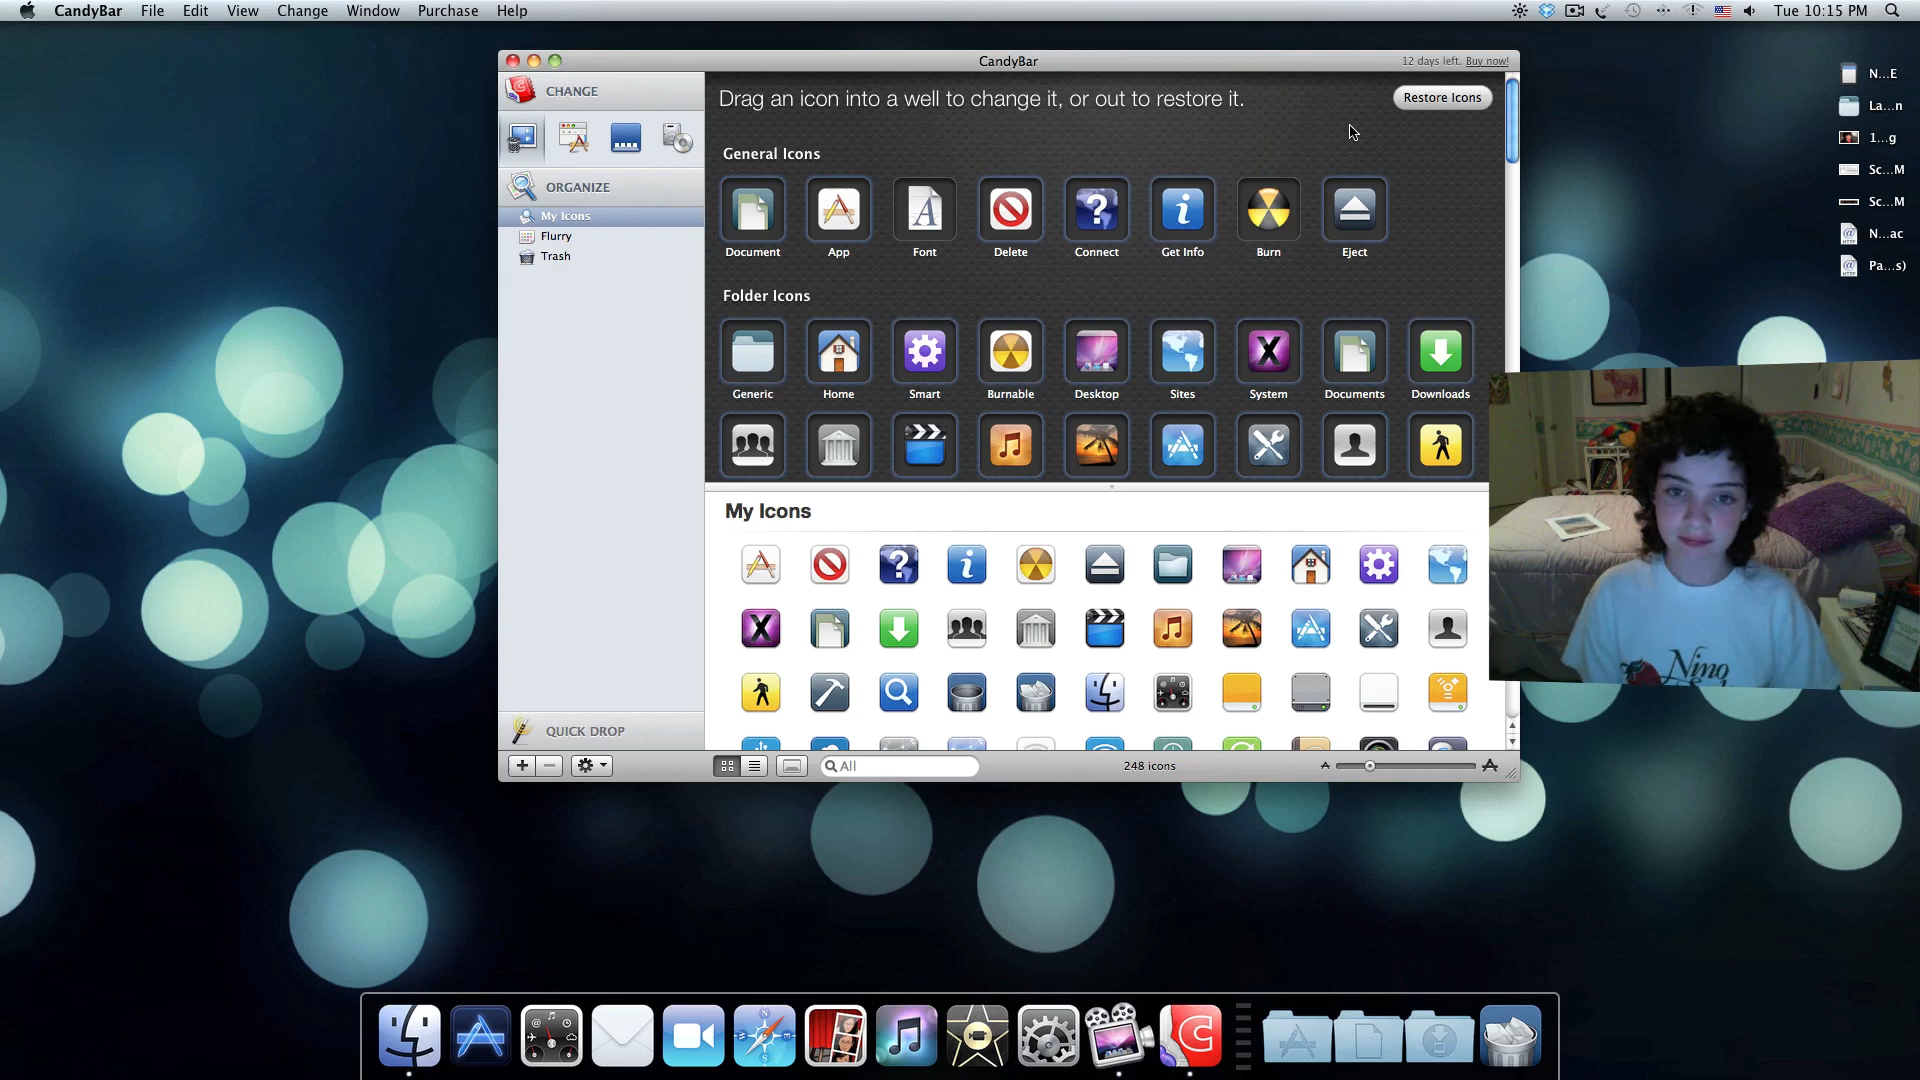 CandyBar File Edit View Change Window Purchase Help
Tue 10:15 PM
CandyBar
12 days left. Buy now!
CHANGE
Drag an icon into a well to change it, or out to restore it.
Restore Icons
General Icons
Document App Font Delete Connect Get Info Burn Eject
ORGANIZE
My Icons
Flurry
Trash
Folder Icons
Generic Home Smart Burnable Desktop Sites System Documents Downloads
My Icons
QUICK DROP
All
248 icons
N...E
La...n
1...g
Sc...M
Sc...M
N...ac
Pa...s)
Nino